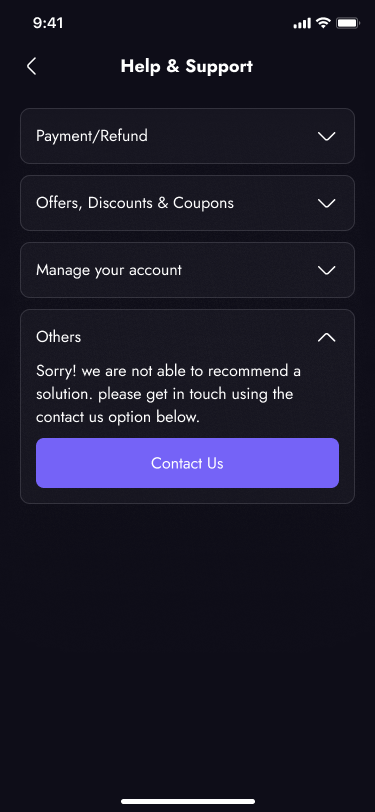 9:41
Help & Support
Payment/Refund
Offers, Discounts & Coupons
Manage your account
Others
Sorry! we are not able to recommend a
solution. please get in touch using the
contact us option below.
Contact Us